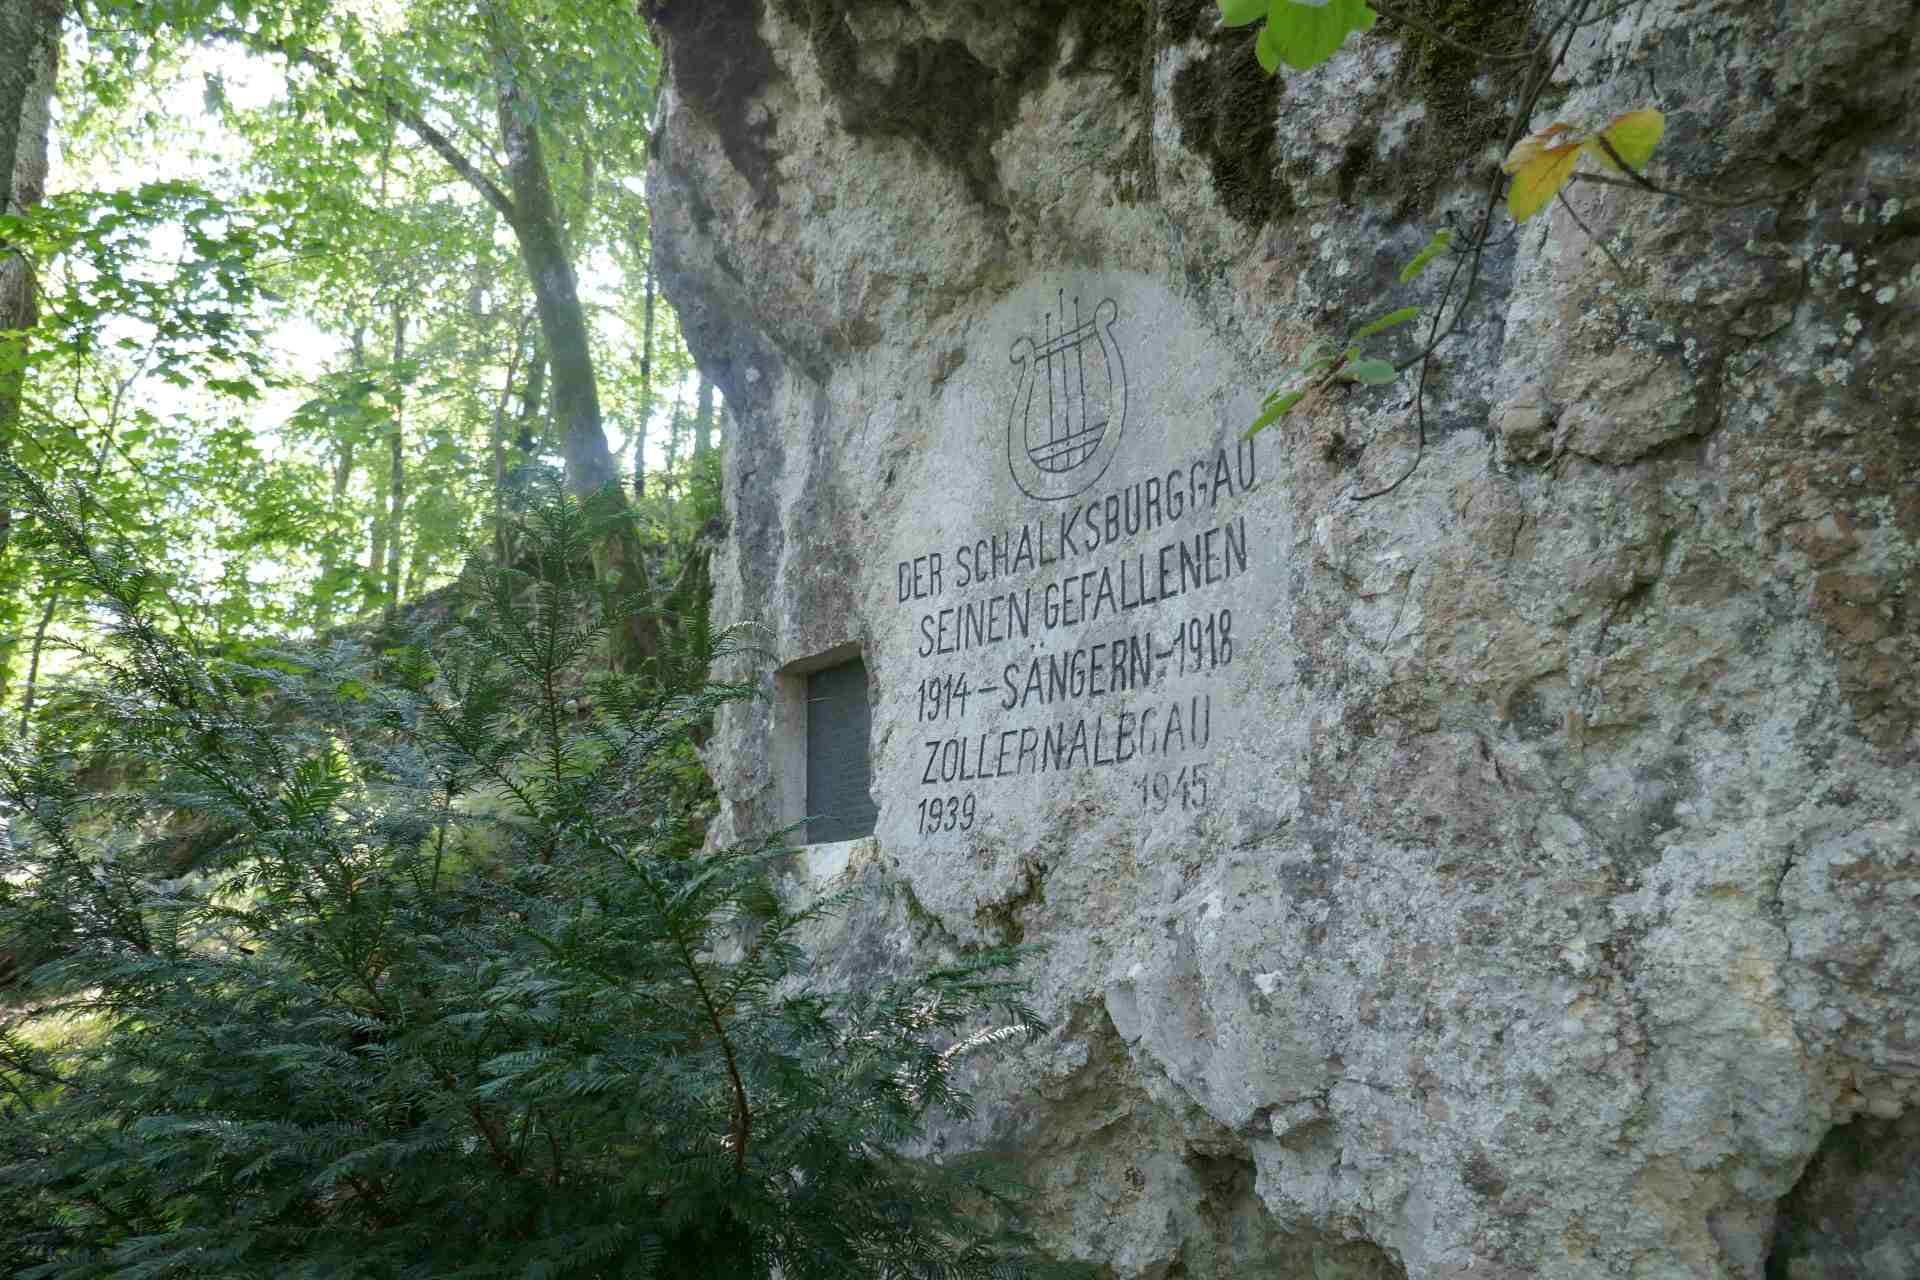 DER SCHALKSBURGGAU
SEINEN GEFALLENEN
1914-SÄNGERN-1918
ZOLLERNALBGAU
1939 1945